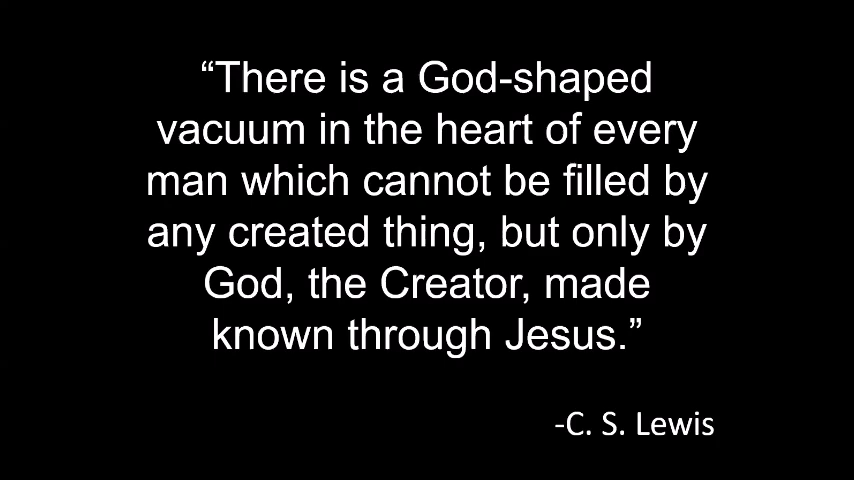 “There is a God-shaped
vacuum in the heart of every
man which cannot be filled by
any created thing, but only by
God, the Creator, made
known through Jesus.”
-C. S. Lewis